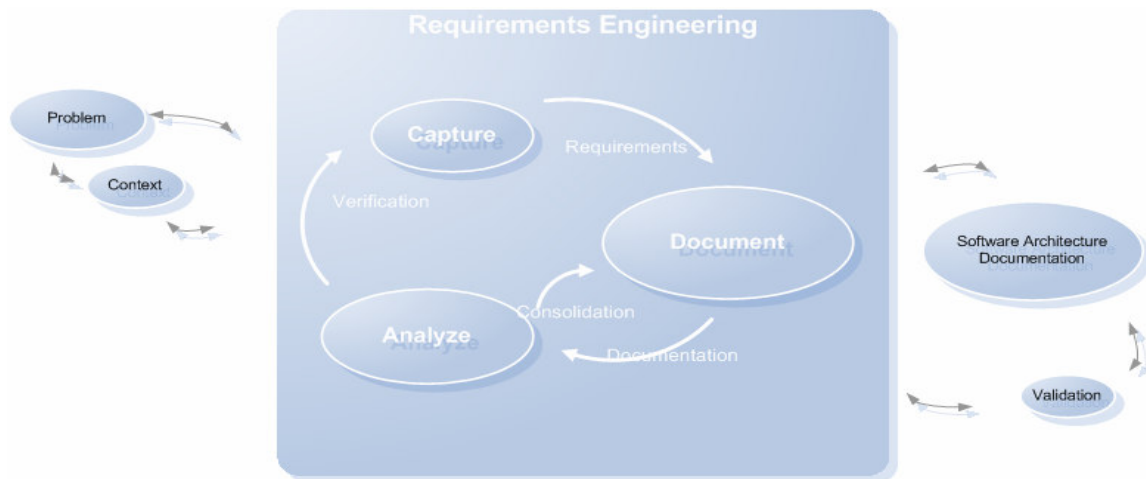 Requirements Engineering
Problem
Context
Capture
Requirements
Verification
Document
Consolidation
Analyze
Documentation
Software Architecture
Documentation
Validation